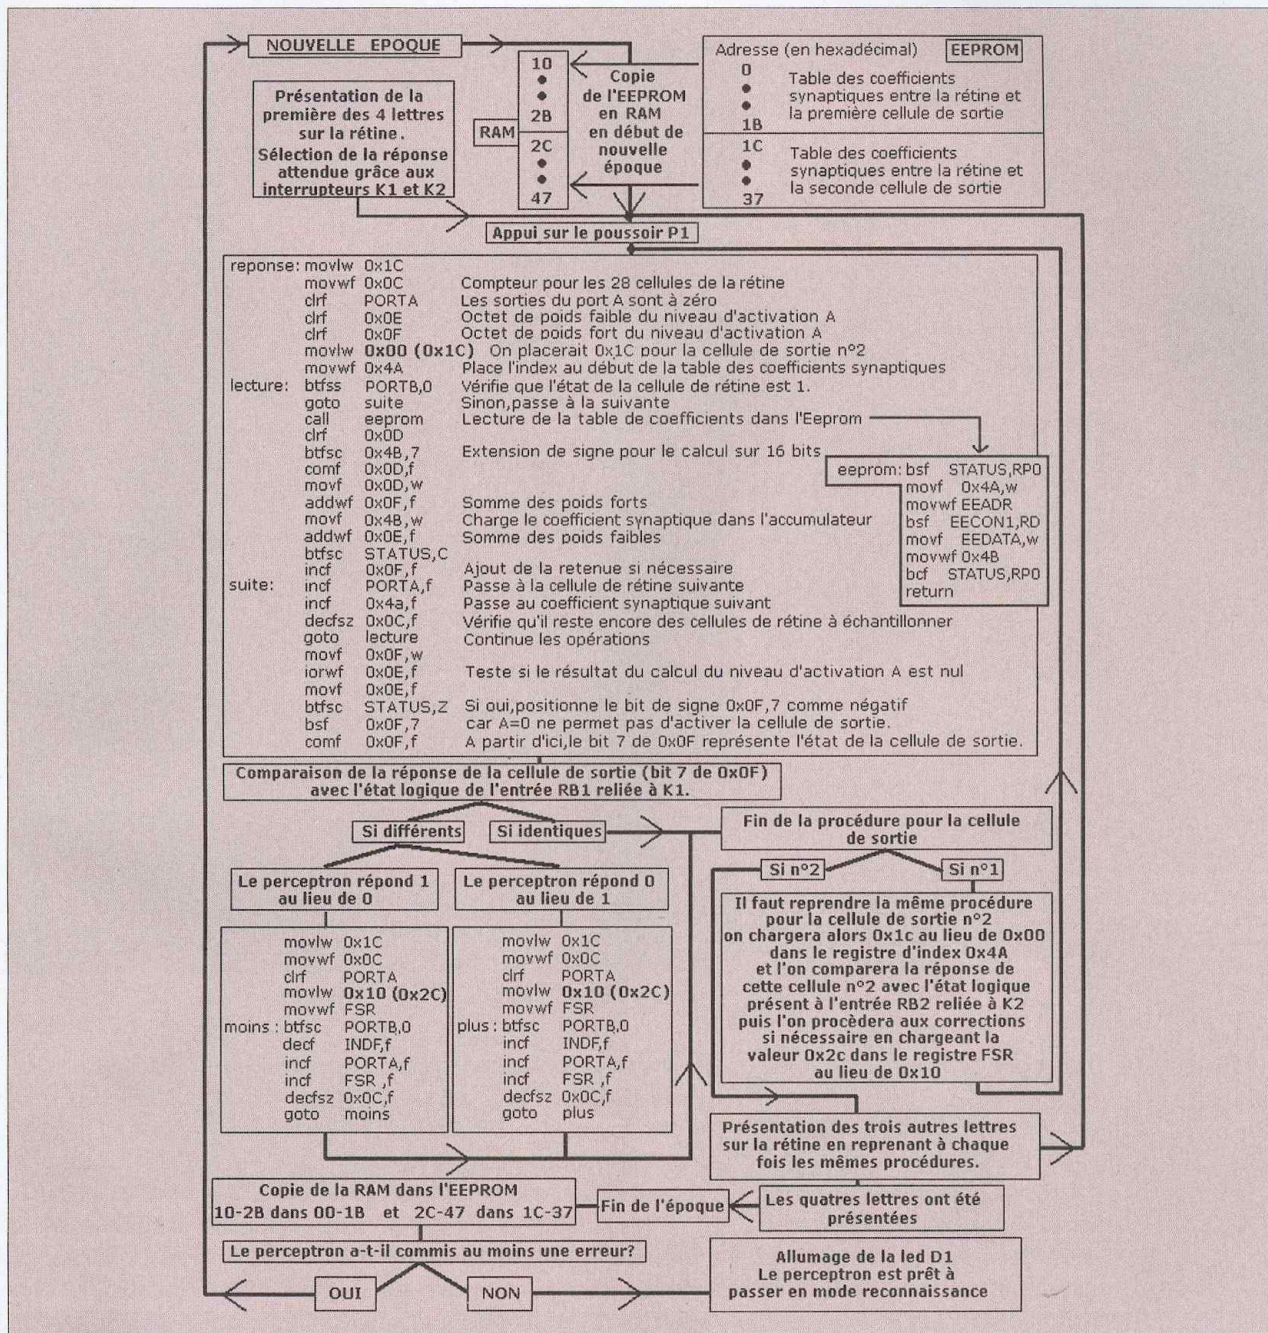 NOUVELLE EPOQUE
Présentation de la
première des 4 lettres
sur la rétine.
Sélection de la réponse
attendue grâce aux
interrupteurs K1 et K2
RAM
10
2B
2C
47
Copie
de l'EEPROM
en RAM
en début de
nouvelle
époque
Adresse (en hexadécimal) EEPROM
0
1B
Table des coefficients
synaptiques entre la rétine et
la première cellule de sortie
1C
37
Table des coefficients
synaptiques entre la rétine et
la seconde cellule de sortie
Appui sur le poussoir P1
reponse: movlw 0x1C
movwf 0x0C Compteur pour les 28 cellules de la rétine
clrf PORTA Les sorties du port A sont à zéro
clrf 0x0E Octet de poids faible du niveau d'activation A
clrf 0x0F Octet de poids fort du niveau d'activation A
movlw 0x00 (0x1C) On placerait 0x1C pour la cellule de sortie n°2
movwf 0x4A Place l'index au début de la table des coefficients synaptiques
lecture: btfss PORTB,0 Vérifie que l'état de la cellule de rétine est 1.
goto suite Sinon,passe à la suivante
call eeprom Lecture de la table de coefficients dans l'Eeprom
clrf 0x0D
btfsc 0x4B,7 Extension de signe pour le calcul sur 16 bits
comf 0x0D,f
movf 0x0D,w
addwf 0x0F,f Somme des poids forts
movf 0x4B,w Charge le coefficient synaptique dans l'accumulateur
addwf 0x0E,f Somme des poids faibles
btfsc STATUS,C
incf 0x0F,f Ajout de la retenue si nécessaire
suite: incf PORTA,f Passe à la cellule de rétine suivante
incf 0x4a,f Passe au coefficient synaptique suivant
decfsz 0x0C,f Vérifie qu'il reste encore des cellules de rétine à échantillonner
goto lecture Continue les opérations
movf 0x0F,w
iorwf 0x0E,f Teste si le résultat du calcul du niveau d'activation A est nul
movf 0x0E,f
btfsc STATUS,Z Si oui,positionne le bit de signe 0x0F,7 comme négatif
bsf 0x0F,7 car A=0 ne permet pas d'activer la cellule de sortie.
comf 0x0F,f A partir d'ici,le bit 7 de 0x0F représente l'état de la cellule de sortie.
eeprom: bsf STATUS,RP0
movf 0x4A,w
movwf EEADR
bsf EECON1,RD
movf EEDATA,w
movwf 0x4B
bcf STATUS,RP0
return
Comparaison de la réponse de la cellule de sortie (bit 7 de 0x0F)
avec l'état logique de l'entrée RB1 reliée à K1.
Si différents
Si identiques
Le perceptron répond 1
au lieu de 0
Le perceptron répond 0
au lieu de 1
movlw 0x1C
movwf 0x0C
clrf PORTA
movlw 0x10 (0x2C)
movwf FSR
moins : btfsc PORTB,0
decf INDF,f
incf PORTA,f
incf FSR ,f
decfsz 0x0C,f
goto moins
movlw 0x1C
movwf 0x0C
clrf PORTA
movlw 0x10 (0x2C)
movwf FSR
plus : btfsc PORTB,0
incf INDF,f
incf PORTA,f
incf FSR ,f
decfsz 0x0C,f
goto plus
Fin de la procédure pour la cellule
de sortie
Si n°2
Si n°1
Il faut reprendre la même procédure
pour la cellule de sortie n°2
on chargera alors 0x1c au lieu de 0x00
dans le registre d'index 0x4A
et l'on comparera la réponse de
cette cellule n°2 avec l'état logique
présent à l'entrée RB2 reliée à K2
puis l'on procèdera aux corrections
si nécessaire en chargeant la
valeur 0x2c dans le registre FSR
au lieu de 0x10
Présentation des trois autres lettres
sur la rétine en reprenant à chaque
fois les mêmes procédures.
Les quatres lettres ont été
présentées
Fin de l'époque
Copie de la RAM dans l'EEPROM
10-2B dans 00-1B et 2C-47 dans 1C-37
Le perceptron a-t-il commis au moins une erreur?
OUI
NON
Allumage de la led D1
Le perceptron est prêt à
passer en mode reconnaissance